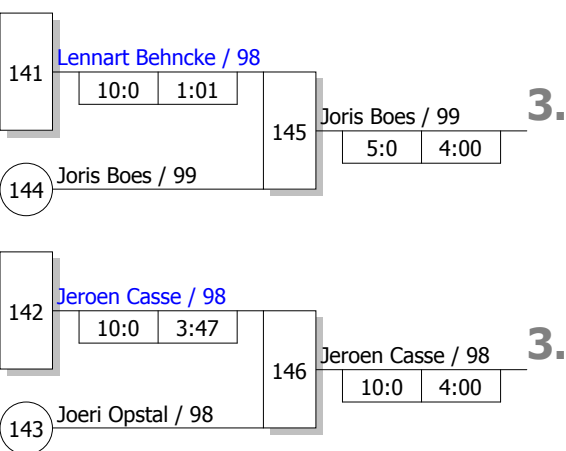 Lennart Behncke / 98
141
10:0 1:01
3.
Joris Boes / 99
145
5:0 4:00
Joris Boes / 99
144
Jeroen Casse / 98
142
10:0 3:47
3.
Jeroen Casse / 98
146
10:0 4:00
Joeri Opstal / 98
143